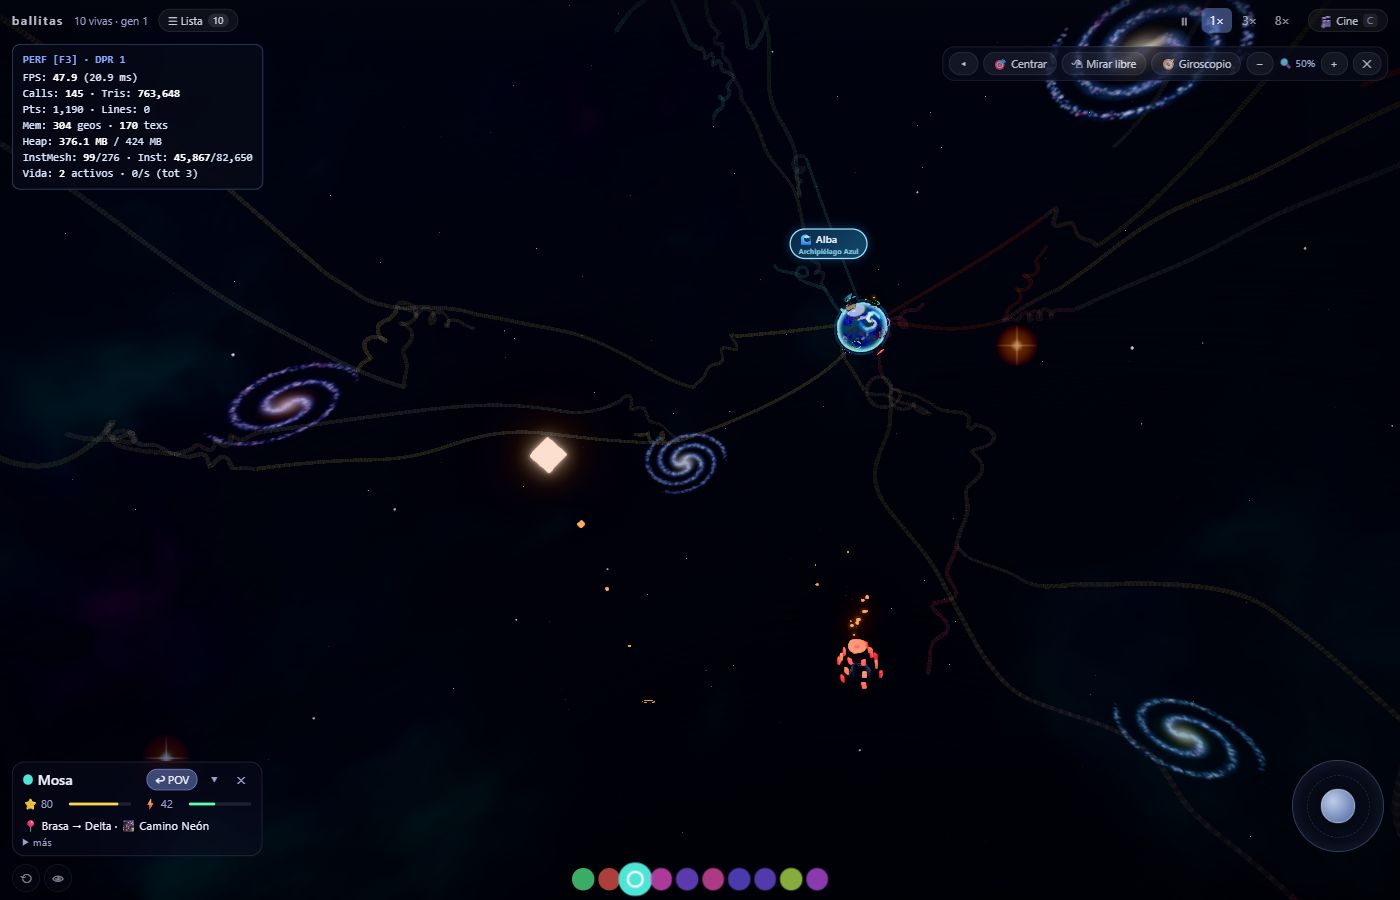 ballitas 10 vivas · gen 1 ☰ Lista 10
1× 3× 8× Cine C
PERF [F3] · DPR 1
FPS: 47.9 (20.9 ms)
Calls: 145 · Tris: 763,648
Pts: 1,190 · Lines: 0
Mem: 304 geos · 170 texs
Heap: 376.1 MB / 424 MB
InstMesh: 99/276 · Inst: 45,867/82,650
Vida: 2 activos · 0/s (tot 3)
Centrar Mirar libre Giroscopio − 50% +
Alba
Archipiélago Azul
Mosa POV
80 42
Brasa → Delta · Camino Neón
más